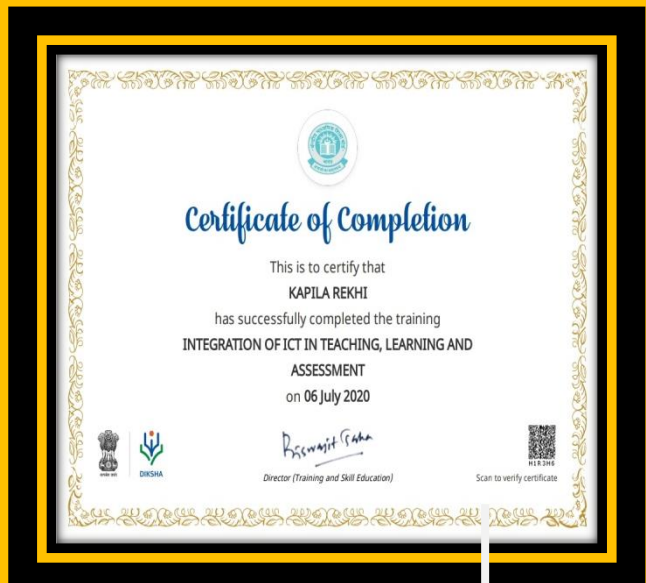 Certificate of Completion
This is to certify that
KAPILA REKHI
has successfully completed the training
INTEGRATION OF ICT IN TEACHING, LEARNING AND
ASSESSMENT
on 06 July 2020
Biswajit Saha
DIKSHA
H1R3H6
Director (Training and Skill Education)
Scan to verify certificate